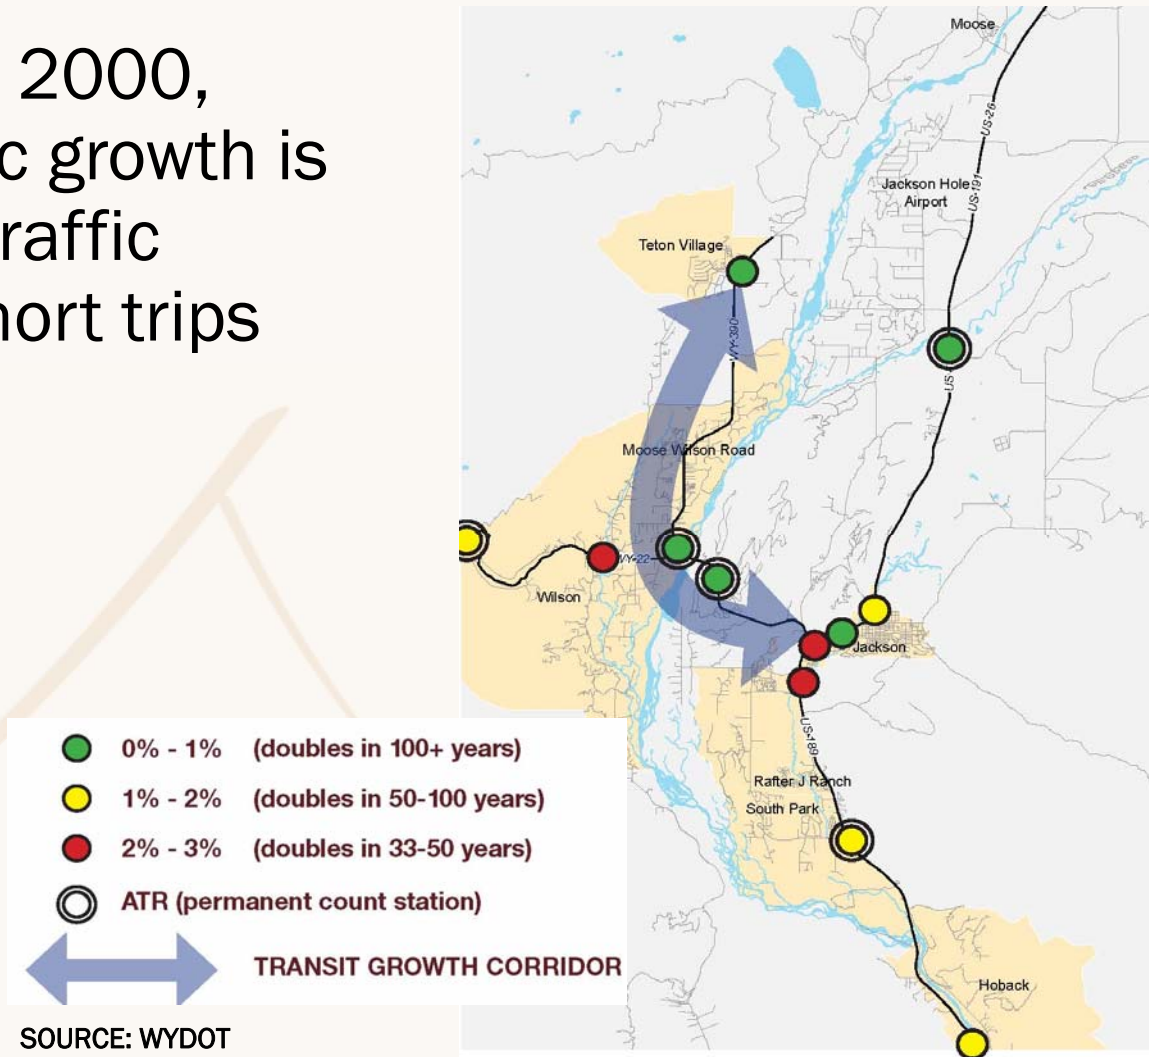 2000,
c growth is
raffic
hort trips
Moose
US-26
US-191
Jackson Hole
Airport
Teton Village
WY-390
US
Moose Wilson Road
WY-22
Wilson
Jackson
US-189
Rafter J Ranch
South Park
Hoback
0% - 1% (doubles in 100+ years)
1% - 2% (doubles in 50-100 years)
2% - 3% (doubles in 33-50 years)
ATR (permanent count station)
TRANSIT GROWTH CORRIDOR
SOURCE: WYDOT